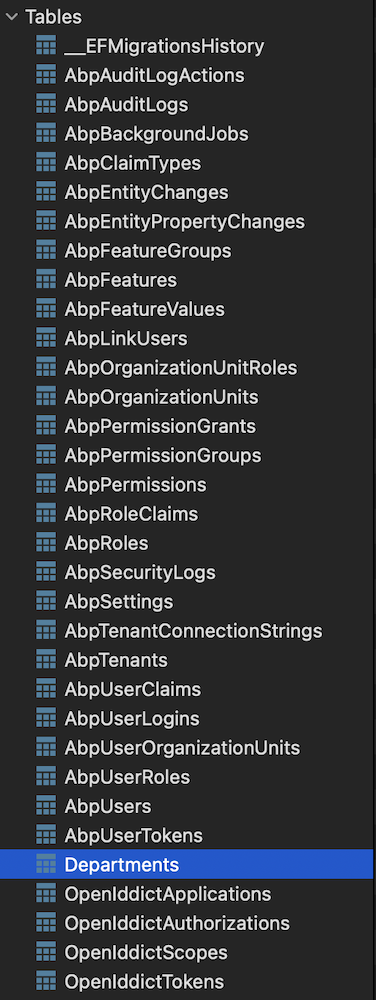 Tables
__EFMigrationsHistory
AbpAuditLogActions
AbpAuditLogs
AbpBackgroundJobs
AbpClaimTypes
AbpEntityChanges
AbpEntityPropertyChanges
AbpFeatureGroups
AbpFeatures
AbpFeatureValues
AbpLinkUsers
AbpOrganizationUnitRoles
AbpOrganizationUnits
AbpPermissionGrants
AbpPermissionGroups
AbpPermissions
AbpRoleClaims
AbpRoles
AbpSecurityLogs
AbpSettings
AbpTenantConnectionStrings
AbpTenants
AbpUserClaims
AbpUserLogins
AbpUserOrganizationUnits
AbpUserRoles
AbpUsers
AbpUserTokens
Departments
OpenIddictApplications
OpenIddictAuthorizations
OpenIddictScopes
OpenIddictTokens